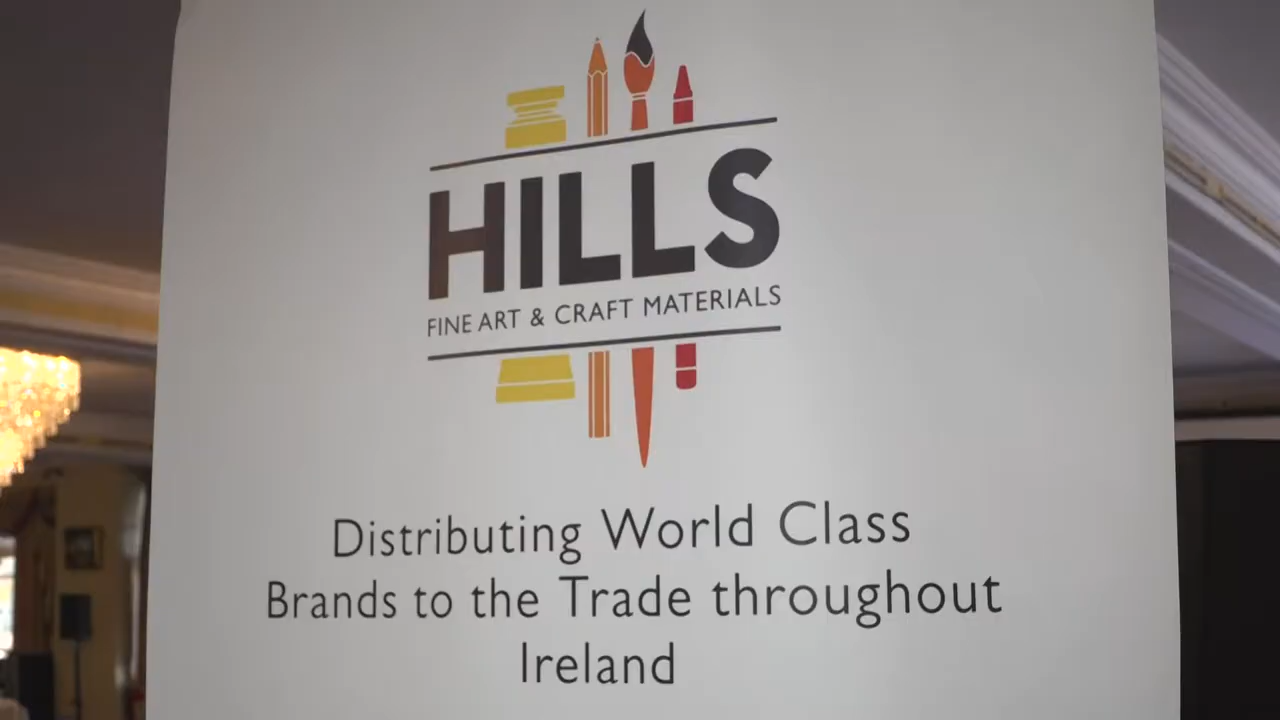 HILLS
FINE ART & CRAFT MATERIALS
Distributing World Class
Brands to the Trade throughout
Ireland